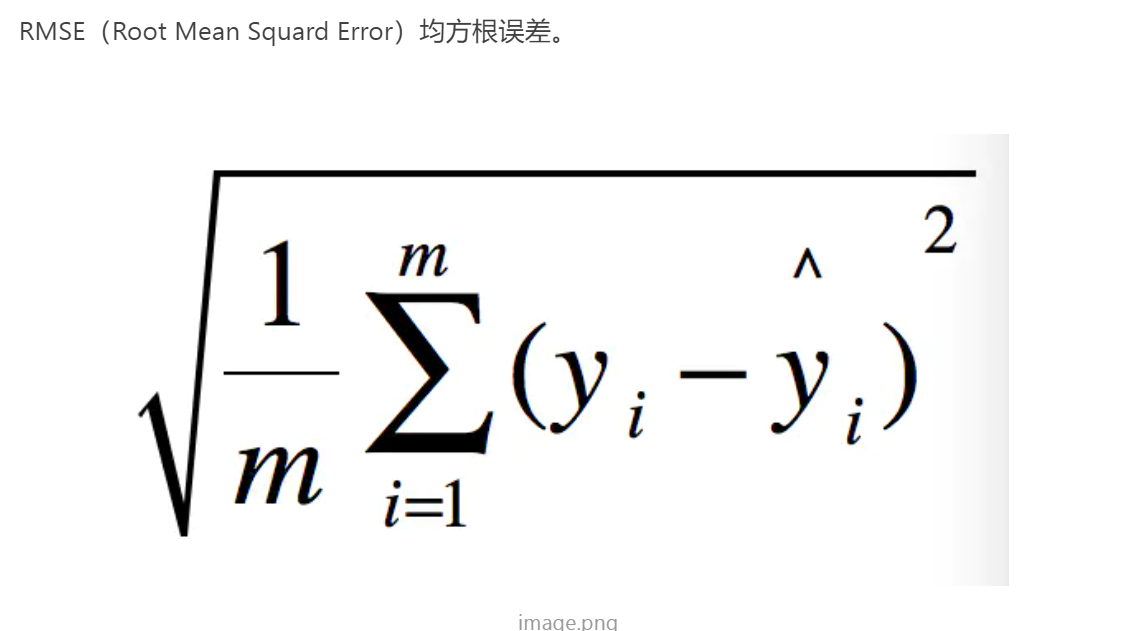 RMSE（Root Mean Squard Error）均方根误差。
√(1/m ∑_{i=1}^{m} (y_i − ŷ_i)^2)
image.png